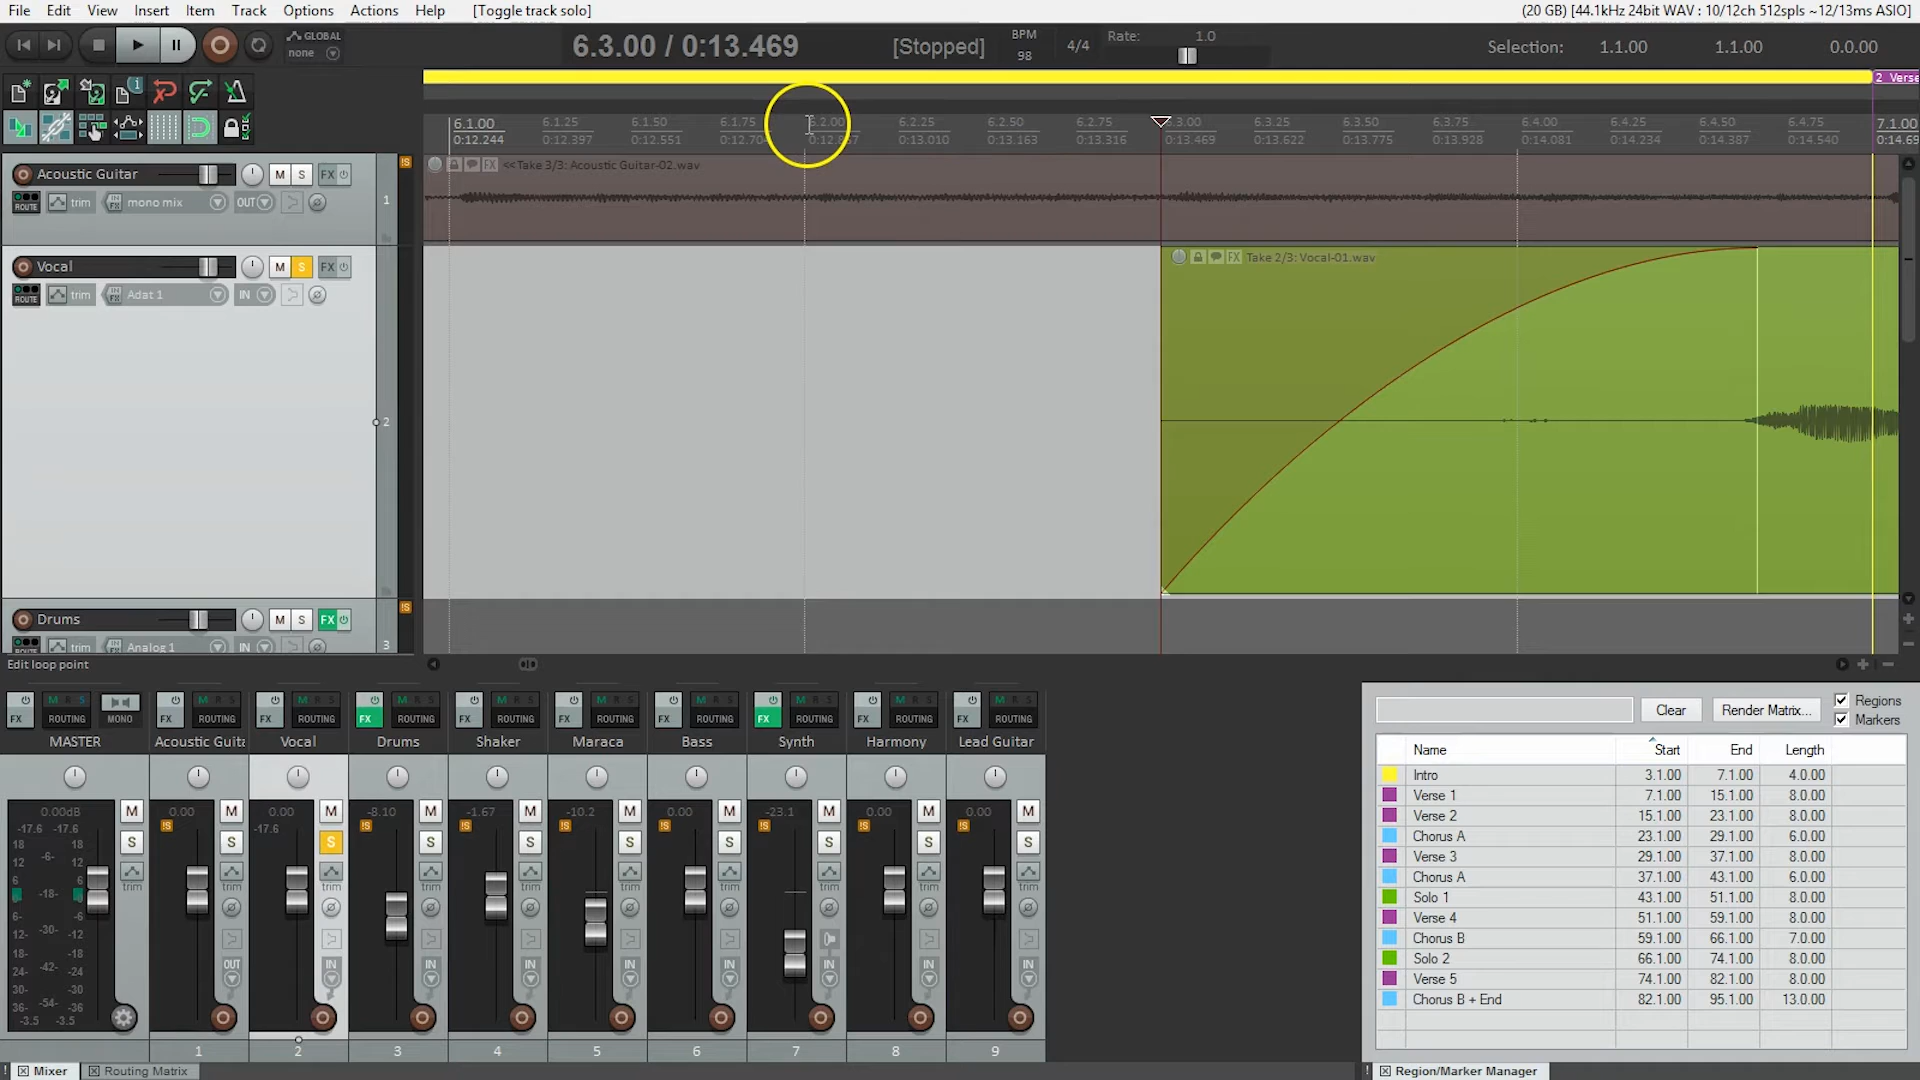 File Edit View Insert Item Track Options Actions Help [Toggle track solo] (20 GB) [44.1kHz 24bit WAV : 10/12ch 512spls ~12/13ms ASIO]
GLOBAL
none
6.3.00 / 0:13.469 [Stopped]
BPM
98
4/4
Rate: 1.0
Selection: 1.1.00 1.1.00 0.0.00
2 Verse
6.1.00 6.1.25 6.1.50 6.1.75 6.2.00 6.2.25 6.2.50 6.2.75 6.3.00 6.3.25 6.3.50 6.3.75 6.4.00 6.4.25 6.4.50 6.4.75 7.1.00
0:12.244 0:12.397 0:12.551 0:12.704 0:13.010 0:13.163 0:13.316 0:13.469 0:13.622 0:13.775 0:13.928 0:14.081 0:14.234 0:14.387 0:14.540 0:14.69
Acoustic Guitar M S FX
ROUTE trim mono mix OUT 1
FX <<Take 3/3: Acoustic Guitar-02.wav
Vocal M S FX
ROUTE trim Adat 1 IN
2
FX Take 2/3: Vocal-01.wav
Drums M S FX
ROUTE trim Analog 1 IN 3
Edit loop point
FX M R S ROUTING MONO FX M R S ROUTING FX M R S ROUTING FX M R S ROUTING FX M R S ROUTING FX M R S ROUTING FX M R S ROUTING FX M R S ROUTING FX M R S ROUTING FX M R S ROUTING
MASTER Acoustic Guita Vocal Drums Shaker Maraca Bass Synth Harmony Lead Guitar
0.00dB 0.00 0.00 -8.10 -1.67 -10.2 0.00 -23.1 0.00 0.00
-17.6 -17.6 -17.6
M M M M M M M M M M
S S S S S S S S S S
18 -6- 18
12 12
6 -18- 6
6- -30- 6-
12- 12-
18- -42- 18-
24- 24-
30- -54- 30-
36- 36-
-3.5 -3.5
trim trim trim trim trim trim trim trim trim trim
OUT IN IN IN IN IN IN IN IN
1 2 3 4 5 6 7 8 9
! Mixer Routing Matrix
Clear Render Matrix... Regions
Markers
Name Start End Length
Intro 3.1.00 7.1.00 4.0.00
Verse 1 7.1.00 15.1.00 8.0.00
Verse 2 15.1.00 23.1.00 8.0.00
Chorus A 23.1.00 29.1.00 6.0.00
Verse 3 29.1.00 37.1.00 8.0.00
Chorus A 37.1.00 43.1.00 6.0.00
Solo 1 43.1.00 51.1.00 8.0.00
Verse 4 51.1.00 59.1.00 8.0.00
Chorus B 59.1.00 66.1.00 7.0.00
Solo 2 66.1.00 74.1.00 8.0.00
Verse 5 74.1.00 82.1.00 8.0.00
Chorus B + End 82.1.00 95.1.00 13.0.00
! Region/Marker Manager